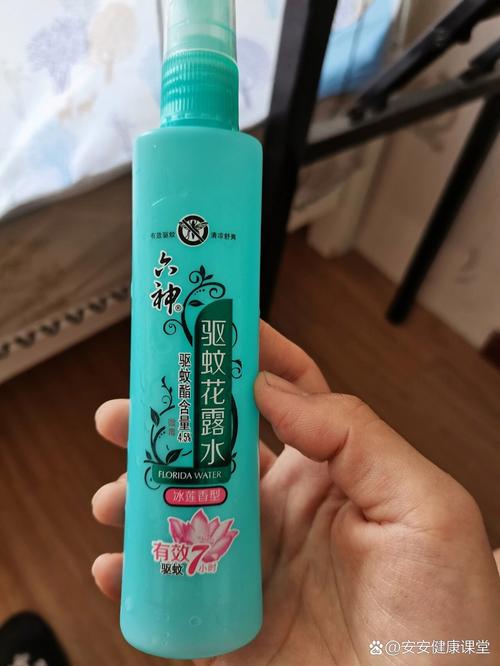 有效驱蚊 清凉舒爽
六神®
驱蚊花露水
驱蚊酯含量4.5%
微毒
FLORIDA WATER
冰莲香型
有效7小时
驱蚊
@安安健康课堂